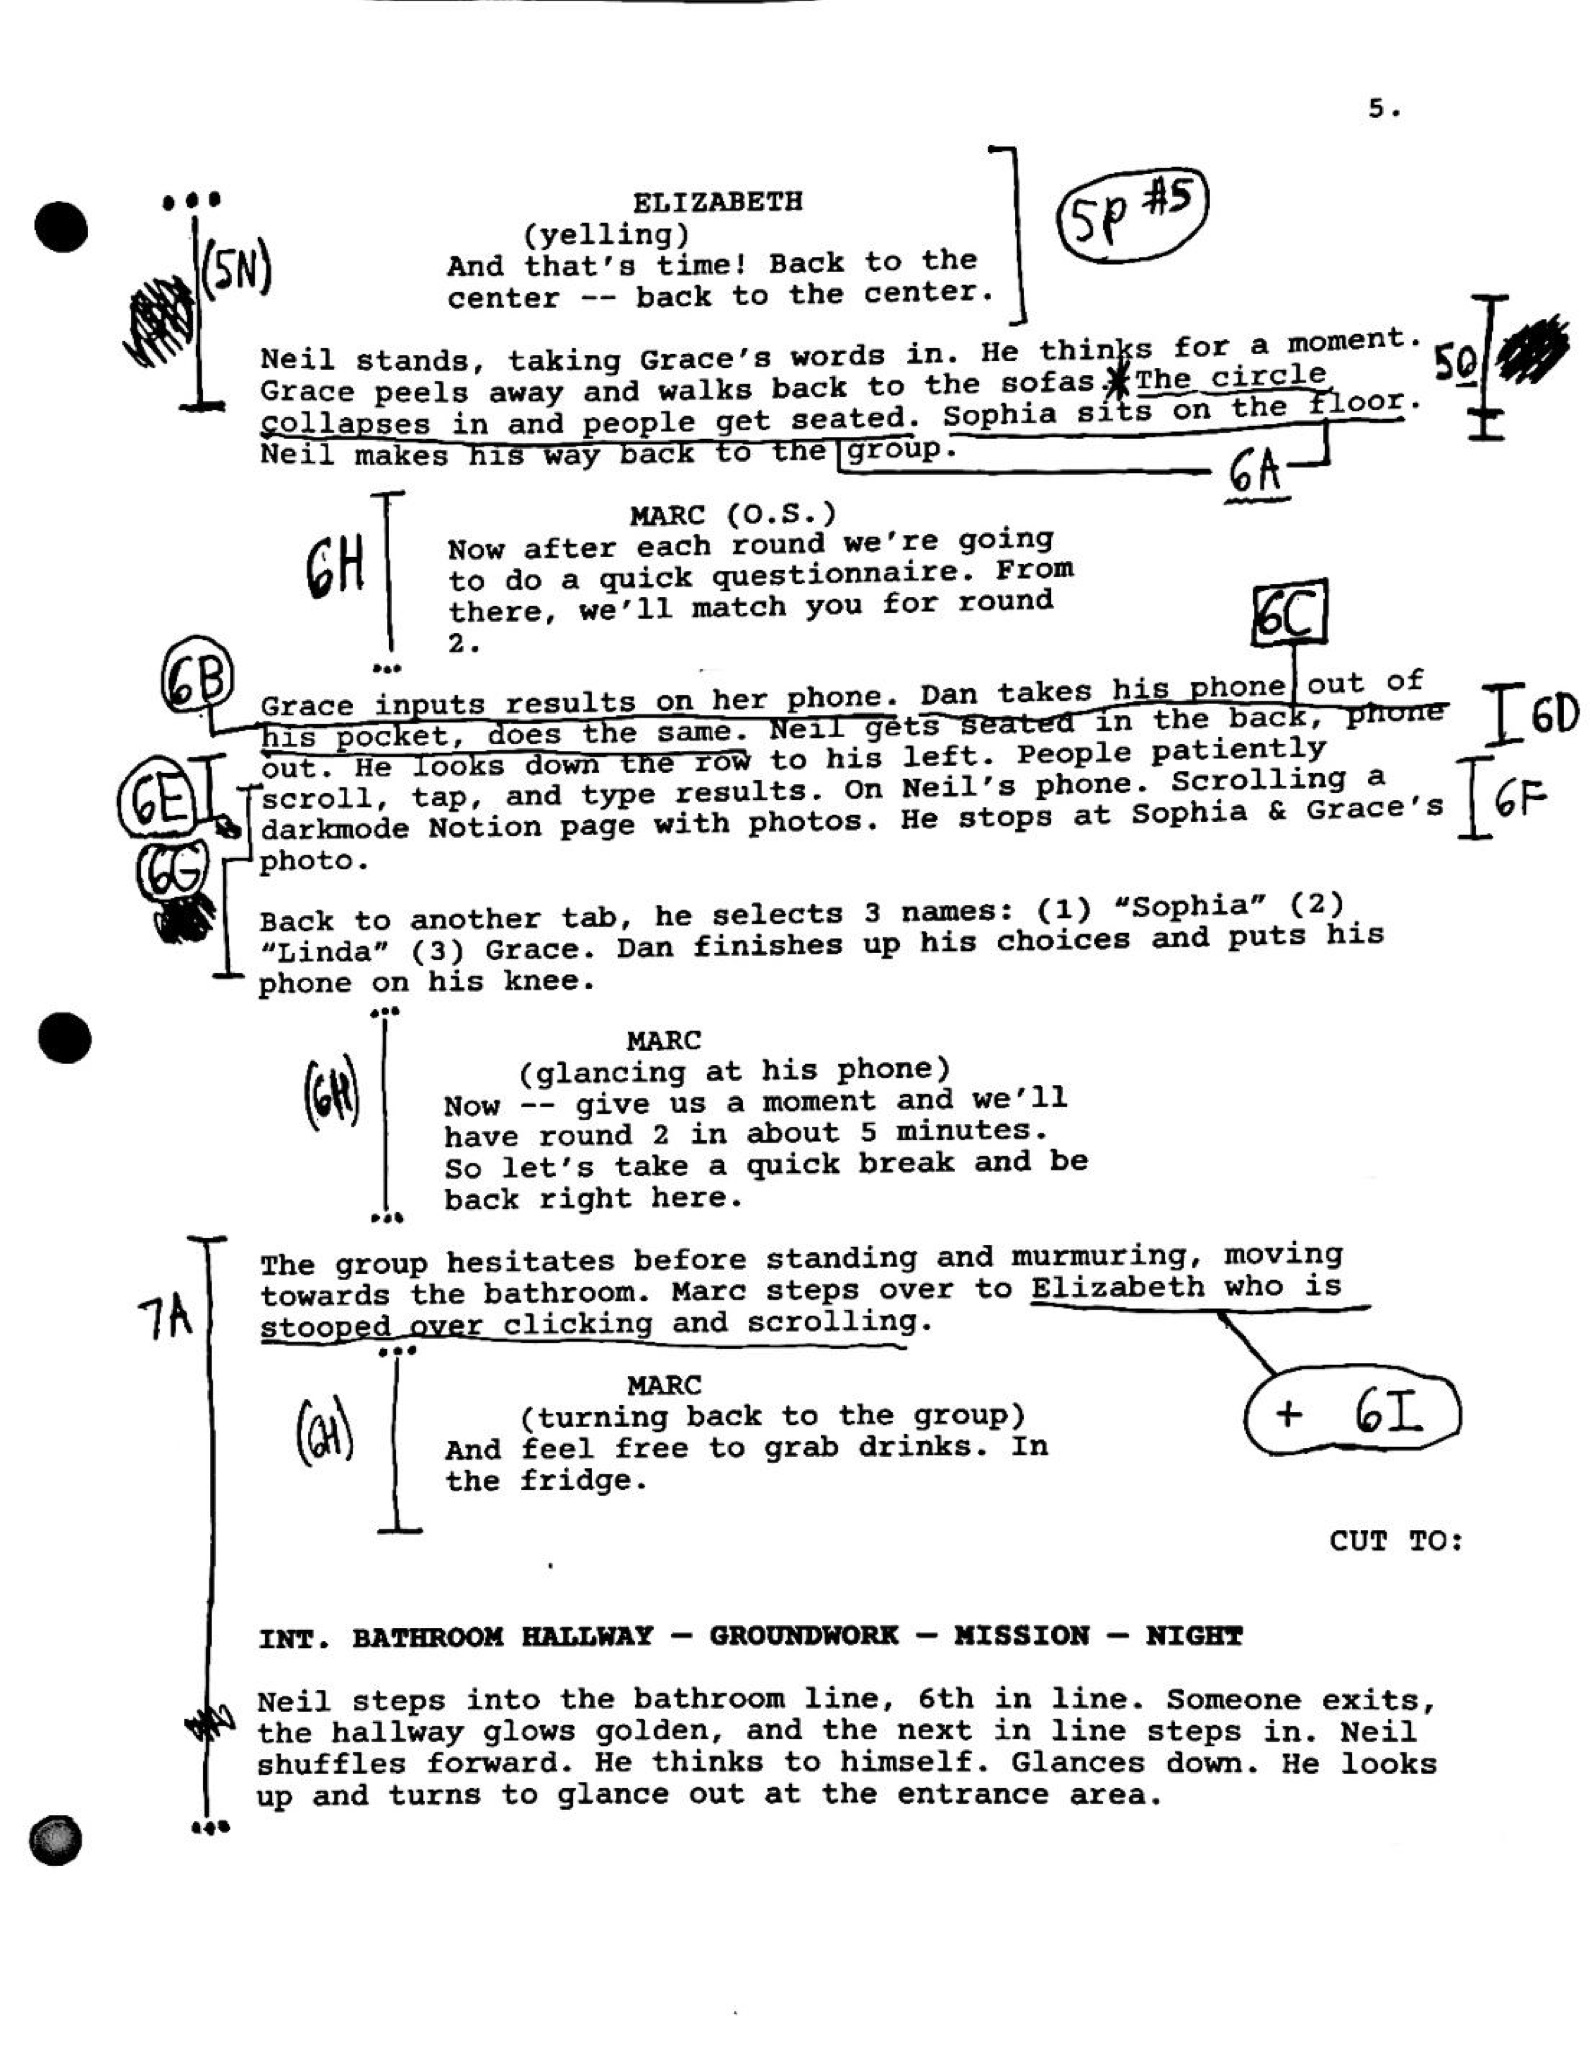 5.
ELIZABETH
5P #5
(yelling)
(5N)
And that's time! Back to the
center -- back to the center.
Neil stands, taking Grace's words in. He thinks for a moment.
5O
Grace peels away and walks back to the sofas.* The circle
collapses in and people get seated. Sophia sits on the floor.
Neil makes his way back to the group.
6A
MARC (O.S.)
6H
Now after each round we're going
to do a quick questionnaire. From
there, we'll match you for round
2.
6C
6B
Grace inputs results on her phone. Dan takes his phone out of
6D
his pocket, does the same. Neil gets seated in the back, phone
out. He looks down the row to his left. People patiently
6E
scroll, tap, and type results. On Neil's phone. Scrolling a
6F
darkmode Notion page with photos. He stops at Sophia & Grace's
photo.
6G
Back to another tab, he selects 3 names: (1) “Sophia” (2)
“Linda” (3) Grace. Dan finishes up his choices and puts his
phone on his knee.
MARC
(glancing at his phone)
(6H)
Now -- give us a moment and we'll
have round 2 in about 5 minutes.
So let's take a quick break and be
back right here.
The group hesitates before standing and murmuring, moving
towards the bathroom. Marc steps over to Elizabeth who is
7A
stooped over clicking and scrolling.
MARC
(turning back to the group)
+ 6I
(6H)
And feel free to grab drinks. In
the fridge.
CUT TO:
INT. BATHROOM HALLWAY — GROUNDWORK — MISSION — NIGHT
Neil steps into the bathroom line, 6th in line. Someone exits,
the hallway glows golden, and the next in line steps in. Neil
shuffles forward. He thinks to himself. Glances down. He looks
up and turns to glance out at the entrance area.